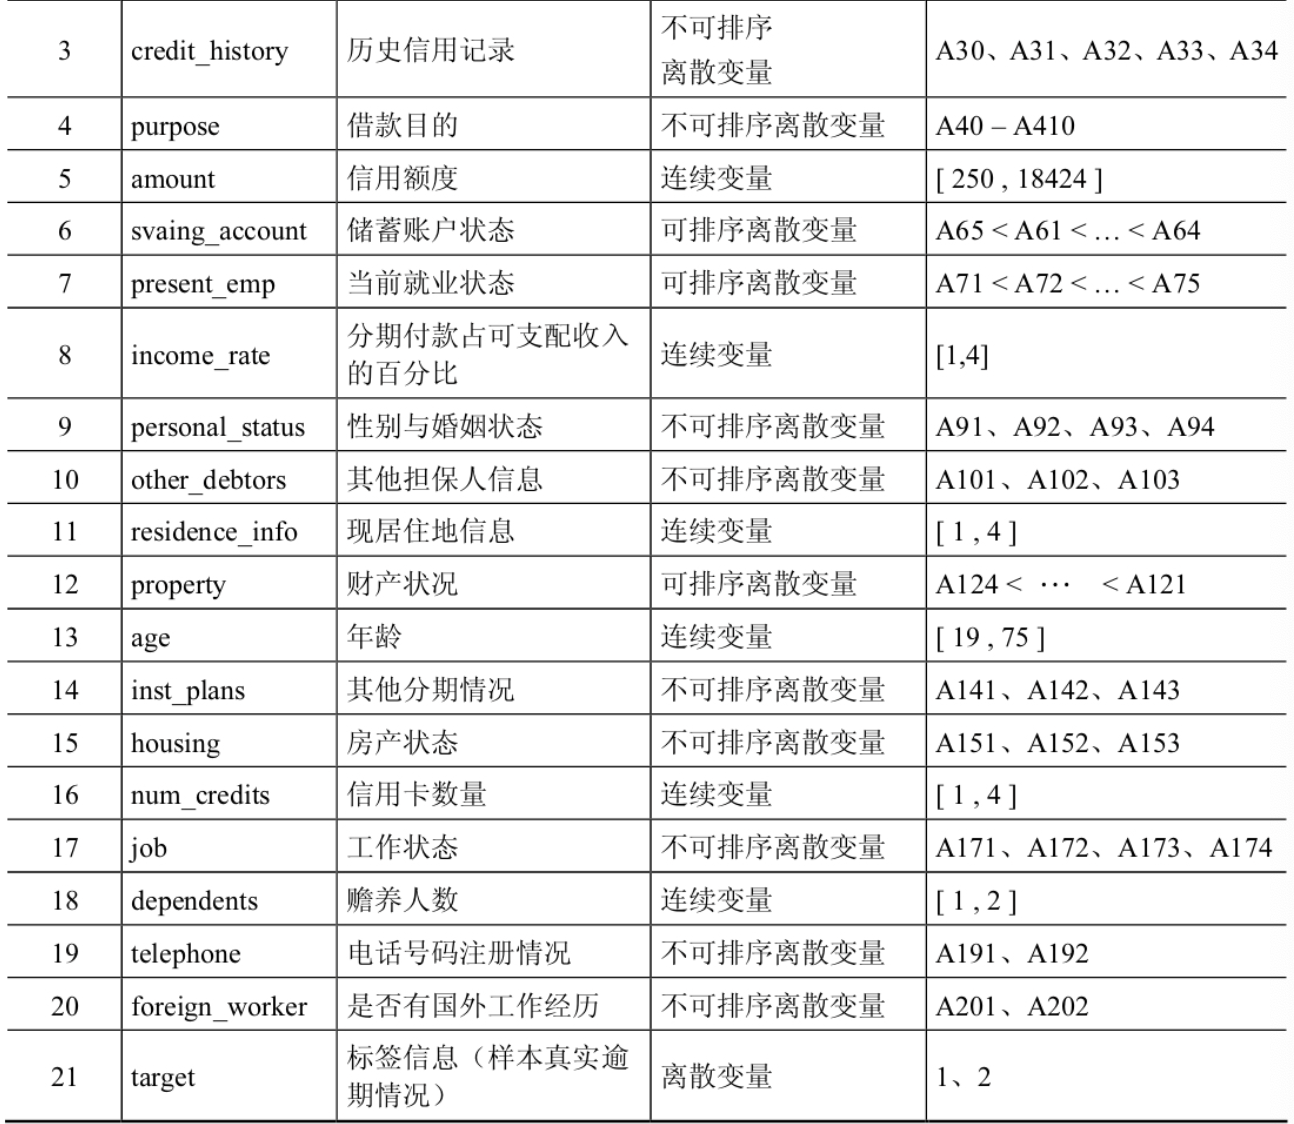 3 credit_history 历史信用记录 不可排序 离散变量 A30、A31、A32、A33、A34
4 purpose 借款目的 不可排序离散变量 A40 – A410
5 amount 信用额度 连续变量 [ 250 , 18424 ]
6 svaing_account 储蓄账户状态 可排序离散变量 A65 < A61 < … < A64
7 present_emp 当前就业状态 可排序离散变量 A71 < A72 < … < A75
8 income_rate 分期付款占可支配收入 的百分比 连续变量 [1,4]
9 personal_status 性别与婚姻状态 不可排序离散变量 A91、A92、A93、A94
10 other_debtors 其他担保人信息 不可排序离散变量 A101、A102、A103
11 residence_info 现居住地信息 连续变量 [ 1 , 4 ]
12 property 财产状况 可排序离散变量 A124 < … < A121
13 age 年龄 连续变量 [ 19 , 75 ]
14 inst_plans 其他分期情况 不可排序离散变量 A141、A142、A143
15 housing 房产状态 不可排序离散变量 A151、A152、A153
16 num_credits 信用卡数量 连续变量 [ 1 , 4 ]
17 job 工作状态 不可排序离散变量 A171、A172、A173、A174
18 dependents 赡养人数 连续变量 [ 1 , 2 ]
19 telephone 电话号码注册情况 不可排序离散变量 A191、A192
20 foreign_worker 是否有国外工作经历 不可排序离散变量 A201、A202
21 target 标签信息（样本真实逾 期情况） 离散变量 1、2